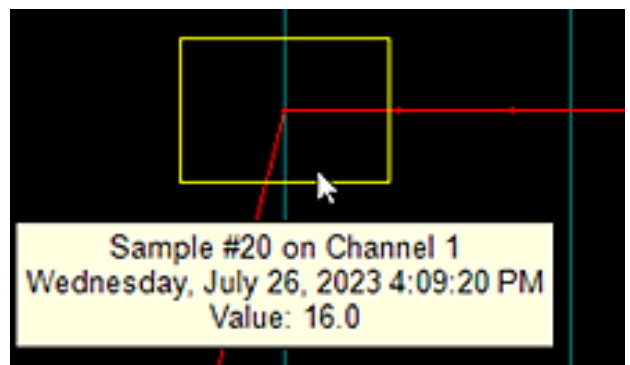 Sample #20 on Channel 1
Wednesday, July 26, 2023 4:09:20 PM
Value: 16.0